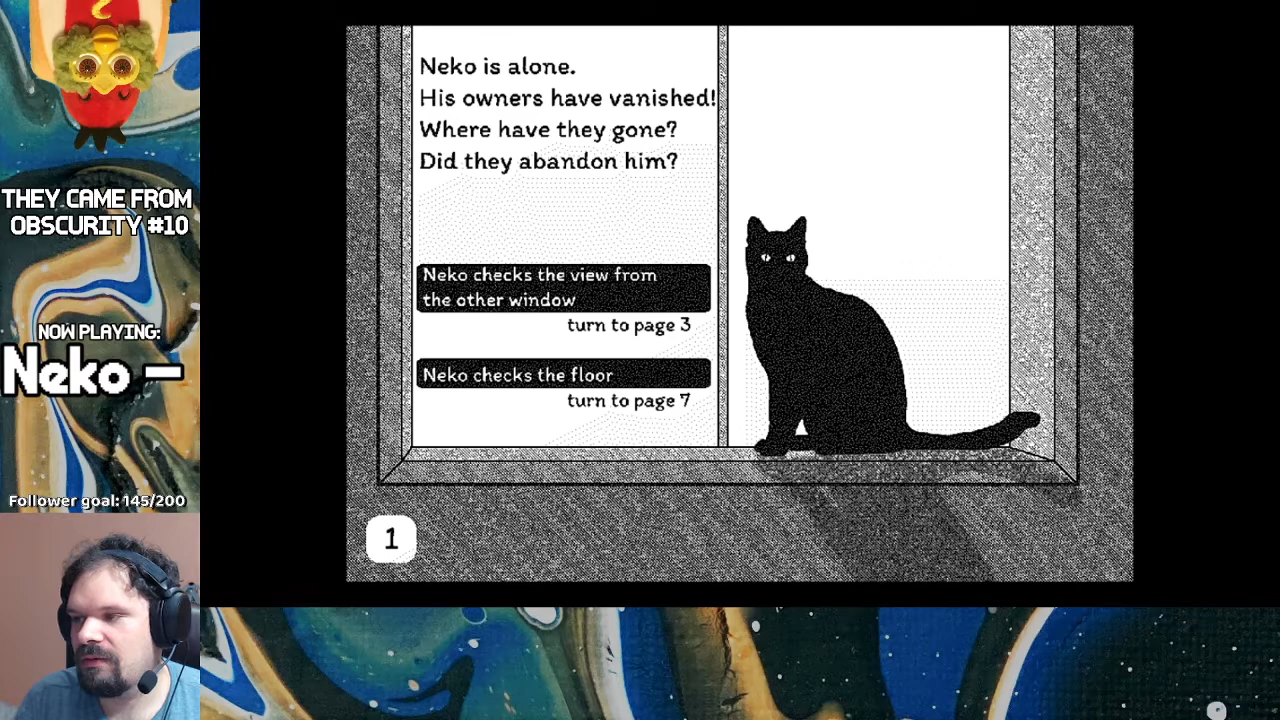 THEY CAME FROM
OBSCURITY #10
NOW PLAYING:
Neko –
Follower goal: 145/200
Neko is alone.
His owners have vanished!
Where have they gone?
Did they abandon him?
Neko checks the view from
the other window
turn to page 3
Neko checks the floor
turn to page 7
1